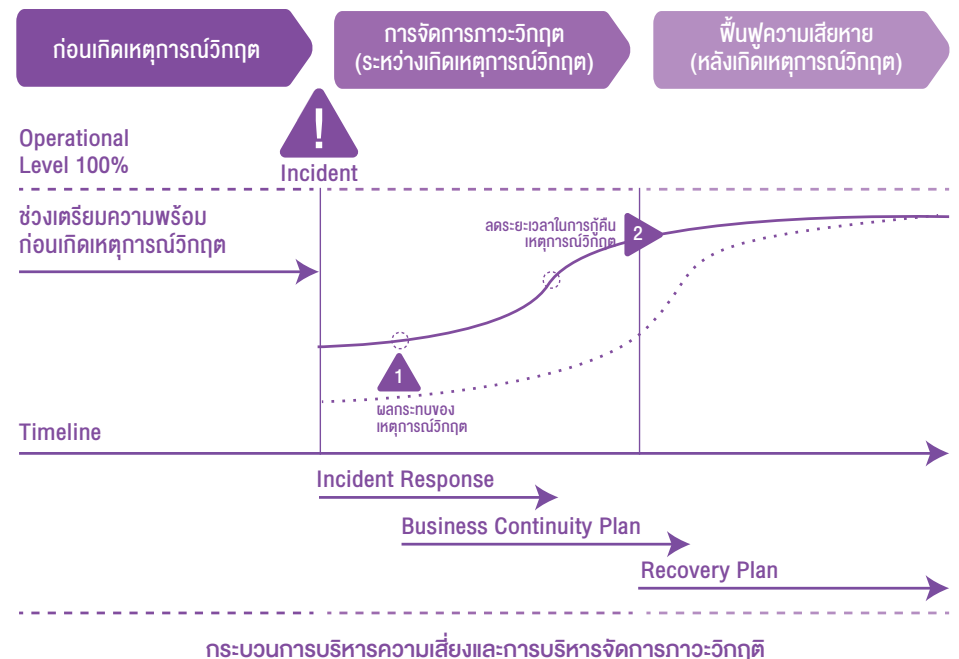 ก่อนเกิดเหตุการณ์วิกฤต
การจัดการภาวะวิกฤต
(ระหว่างเกิดเหตุการณ์วิกฤต)
ฟื้นฟูความเสียหาย
(หลังเกิดเหตุการณ์วิกฤต)
!
Operational
Level 100%
Incident
ช่วงเตรียมความพร้อม
ก่อนเกิดเหตุการณ์วิกฤต
ลดระยะเวลาในการกู้คืน
เหตุการณ์วิกฤต
2
1
ผลกระทบของ
เหตุการณ์วิกฤต
Timeline
Incident Response
Business Continuity Plan
Recovery Plan
กระบวนการบริหารความเสี่ยงและการบริหารจัดการภาวะวิกฤติ